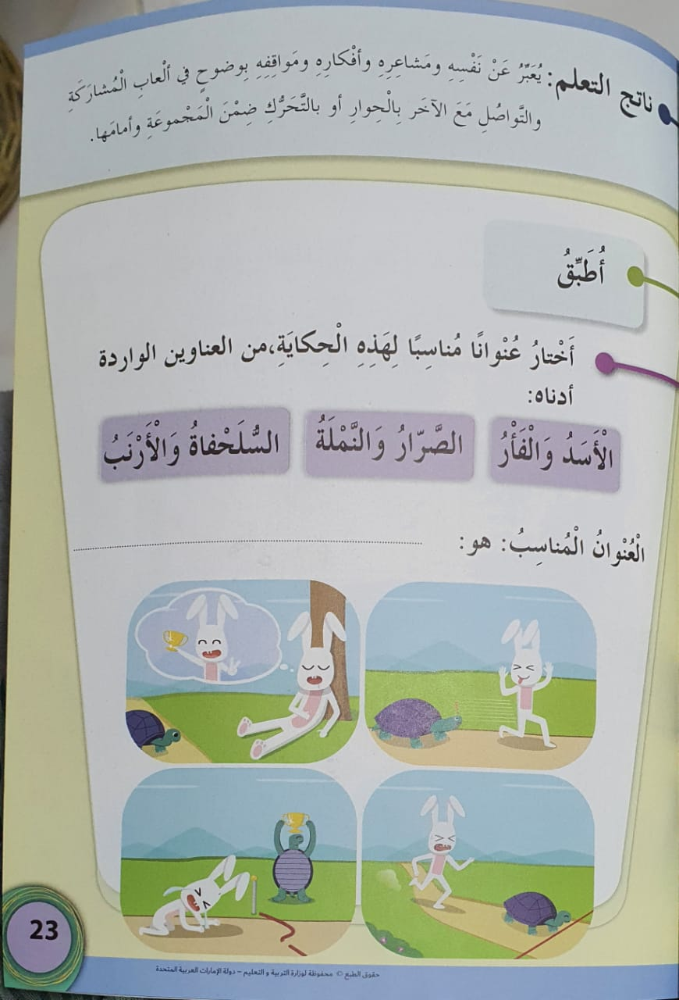 ناتج التعلم: يُعَبِّرُ عَنْ نَفْسِهِ ومَشاعِرِهِ وأفْكارِهِ ومَواقِفِهِ بِوضوحٍ في ألْعابِ الْمُشارَكَةِ
والتَّواصُلِ مَعَ الآخَر بِالْحِوارِ أو بالتَّحَرُّكِ ضِمْنَ الْمَجْموعَةِ وأمامَها.
أُطَبِّقُ
أَخْتارُ عُنْوانًا مُناسِبًا لِهَذِهِ الْحِكايَةِ،من العناوين الواردة
أدناه:
الْأَسَدُ وَالْفَأْرُ الصَّرّارُ وَالنَّمْلَةُ السُّلَحْفاةُ وَالْأَرْنَبُ
الْعُنْوانُ الْمُناسِبُ: هو:
23
حقوق الطبع © محفوظة لوزارة التربية و التعليم – دولة الإمارات العربية المتحدة